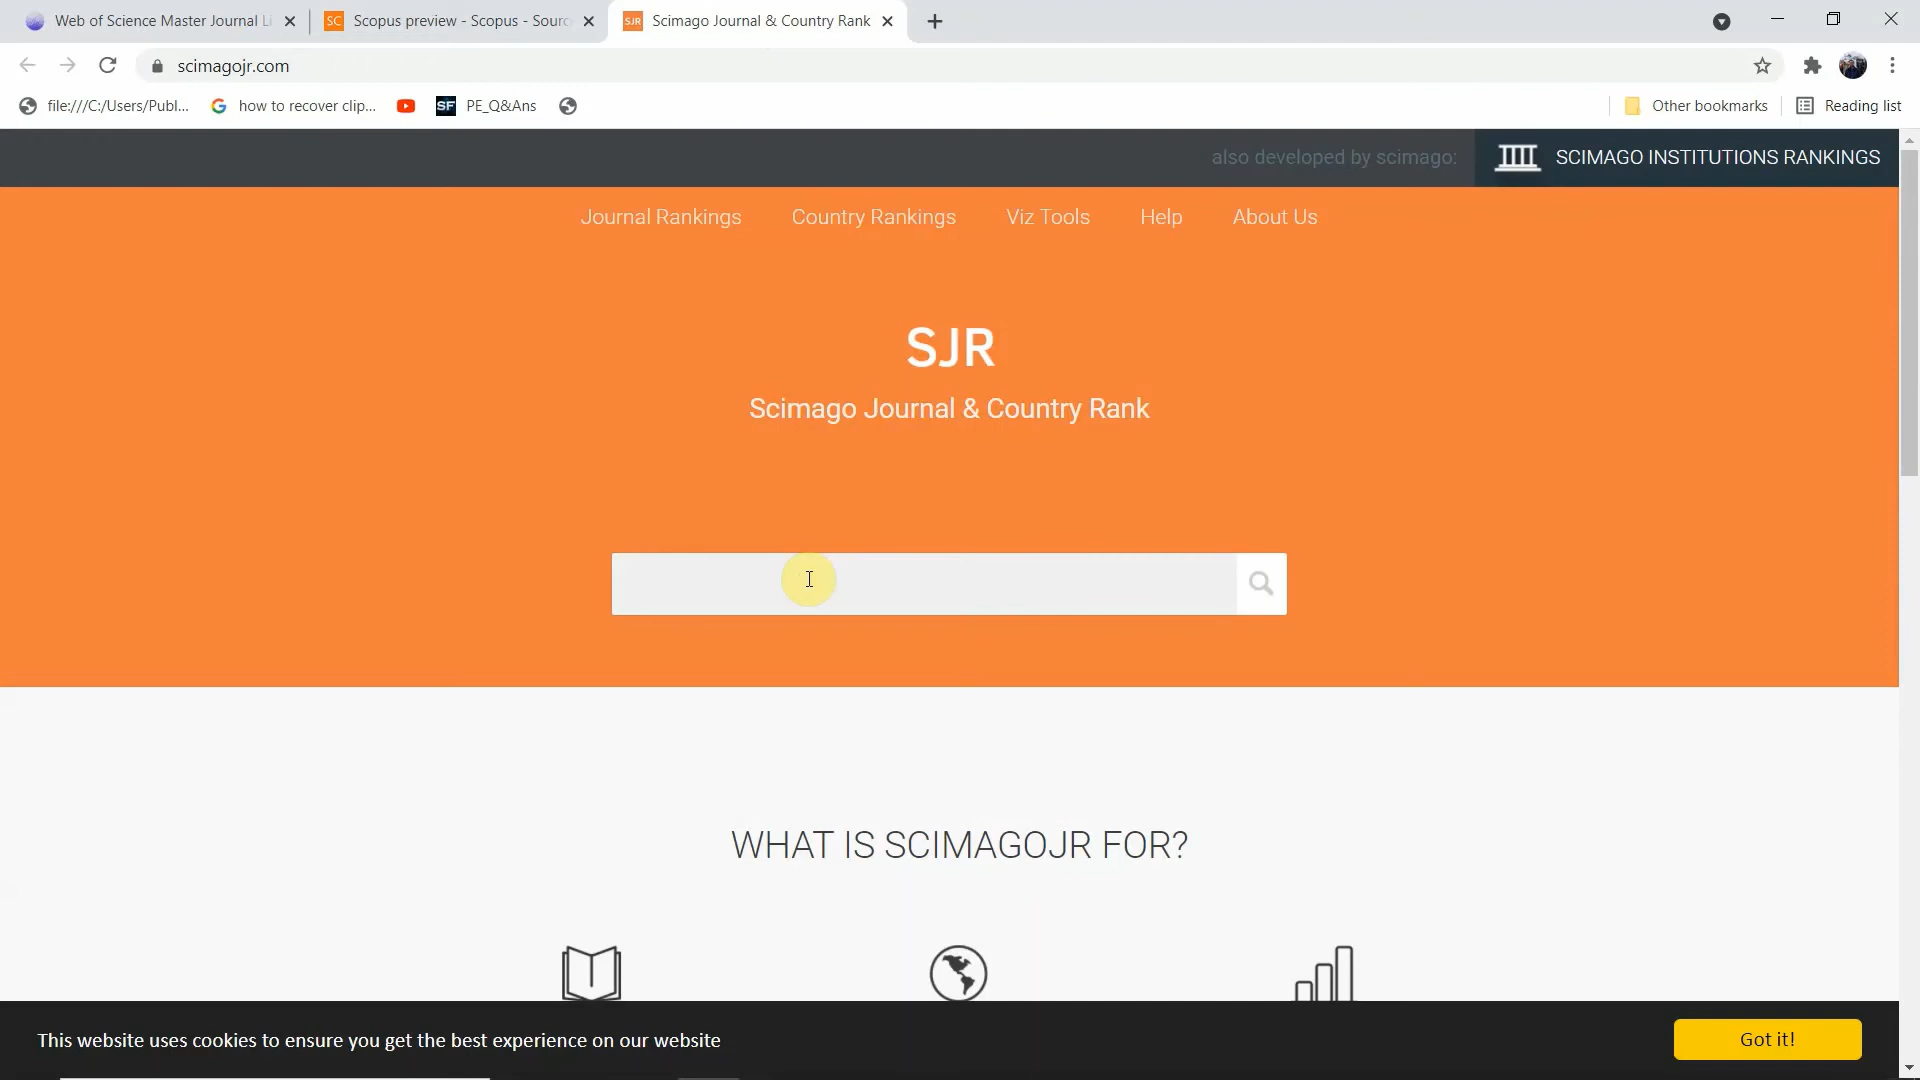 Web of Science Master Journal Li
SC Scopus preview - Scopus - Sourc
SJR Scimago Journal & Country Rank
scimagojr.com
file:///C:/Users/Publ...
how to recover clip...
SF PE_Q&Ans
Other bookmarks
Reading list
also developed by scimago:
SCIMAGO INSTITUTIONS RANKINGS
Journal Rankings
Country Rankings
Viz Tools
Help
About Us
SJR
Scimago Journal & Country Rank
WHAT IS SCIMAGOJR FOR?
This website uses cookies to ensure you get the best experience on our website
Got it!